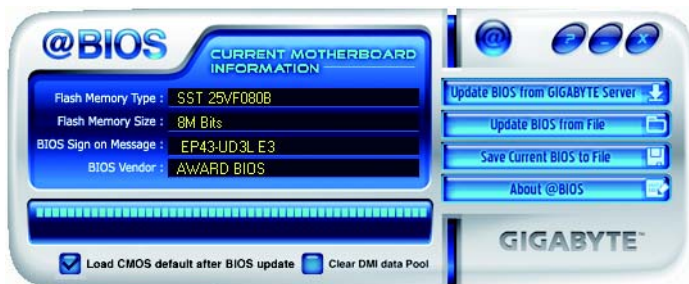 @BIOS
CURRENT MOTHERBOARD
INFORMATION
Flash Memory Type : SST 25VF080B
Flash Memory Size : 8M Bits
BIOS Sign on Message : EP43-UD3L E3
BIOS Vendor : AWARD BIOS
Load CMOS default after BIOS update
Clear DMI data Pool
@
? – X
Update BIOS from GIGABYTE Server
Update BIOS from File
Save Current BIOS to File
About @BIOS
GIGABYTE™